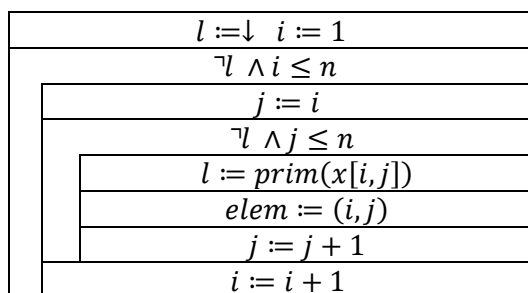 l ≔↓ i ≔ 1
¬l ∧ i ≤ n
j ≔ i
¬l ∧ j ≤ n
l ≔ prim(x[i, j])
elem ≔ (i, j)
j ≔ j + 1
i ≔ i + 1